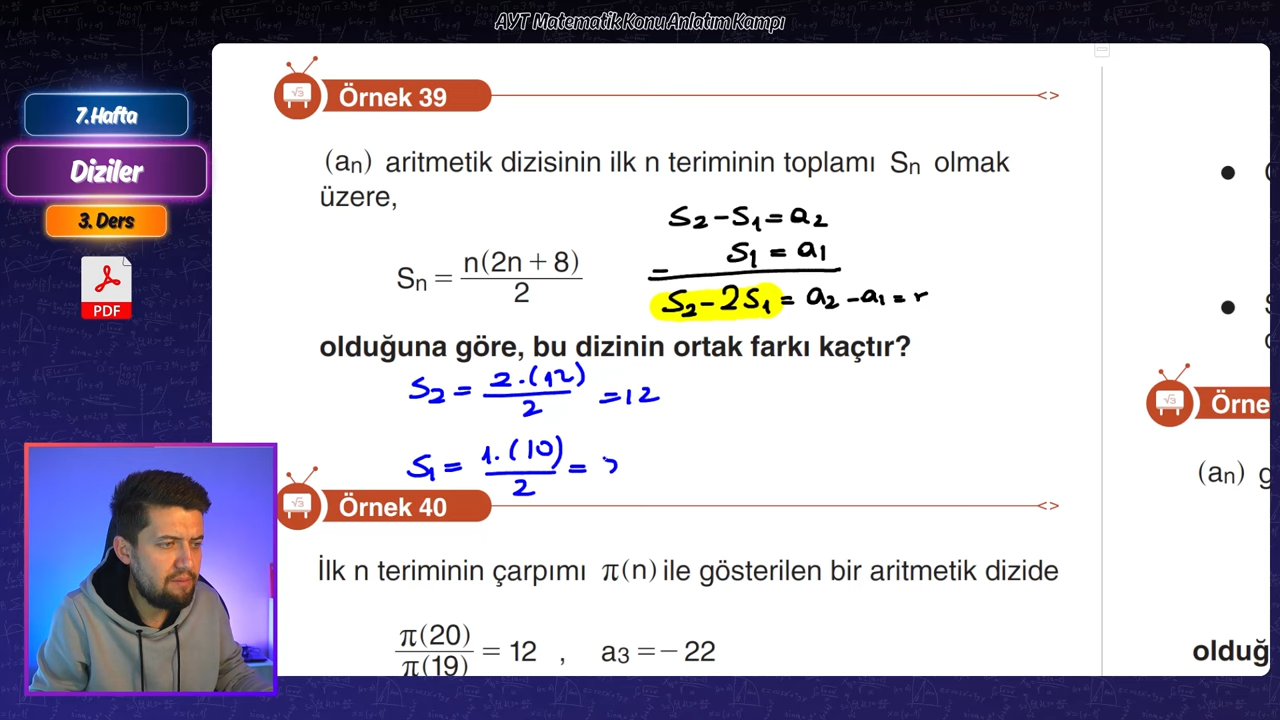 AYT Matematik Konu Anlatım Kampı
7.Hafta
Diziler
3. Ders
PDF
√3
Örnek 39
(aₙ) aritmetik dizisinin ilk n teriminin toplamı Sₙ olmak
üzere,
Sₙ = n(2n + 8) / 2
S₂ - S₁ = a₂
S₁ = a₁
-
S₂ - 2S₁ = a₂ - a₁ = r
olduğuna göre, bu dizinin ortak farkı kaçtır?
S₂ = 2.(12) / 2 = 12
S₁ = 1.(10) / 2 =
√3
Örnek 40
İlk n teriminin çarpımı π(n) ile gösterilen bir aritmetik dizide
π(20) / π(19) = 12 , a₃ = - 22
√3
Örne
(aₙ) g
olduğ